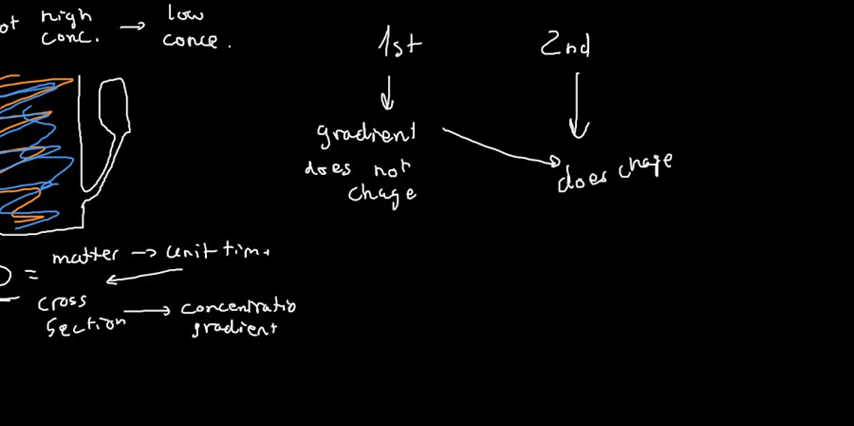 ot high → low
conc. conce.
1st 2nd
gradient
does not
chage
does chage
D = matter → unit time
cross
section → concentratio
gradient